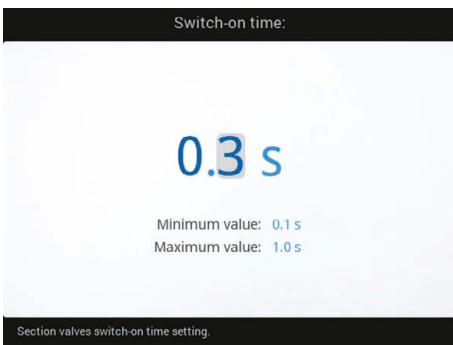 Switch-on time:
0.3 s
Minimum value: 0.1 s
Maximum value: 1.0 s
Section valves switch-on time setting.